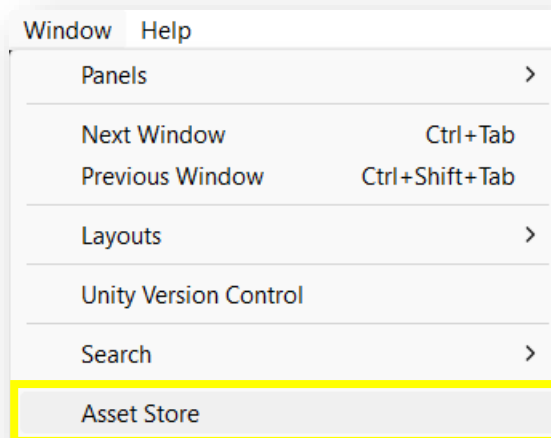 Window Help
Panels
Next Window Ctrl+Tab
Previous Window Ctrl+Shift+Tab
Layouts
Unity Version Control
Search
Asset Store